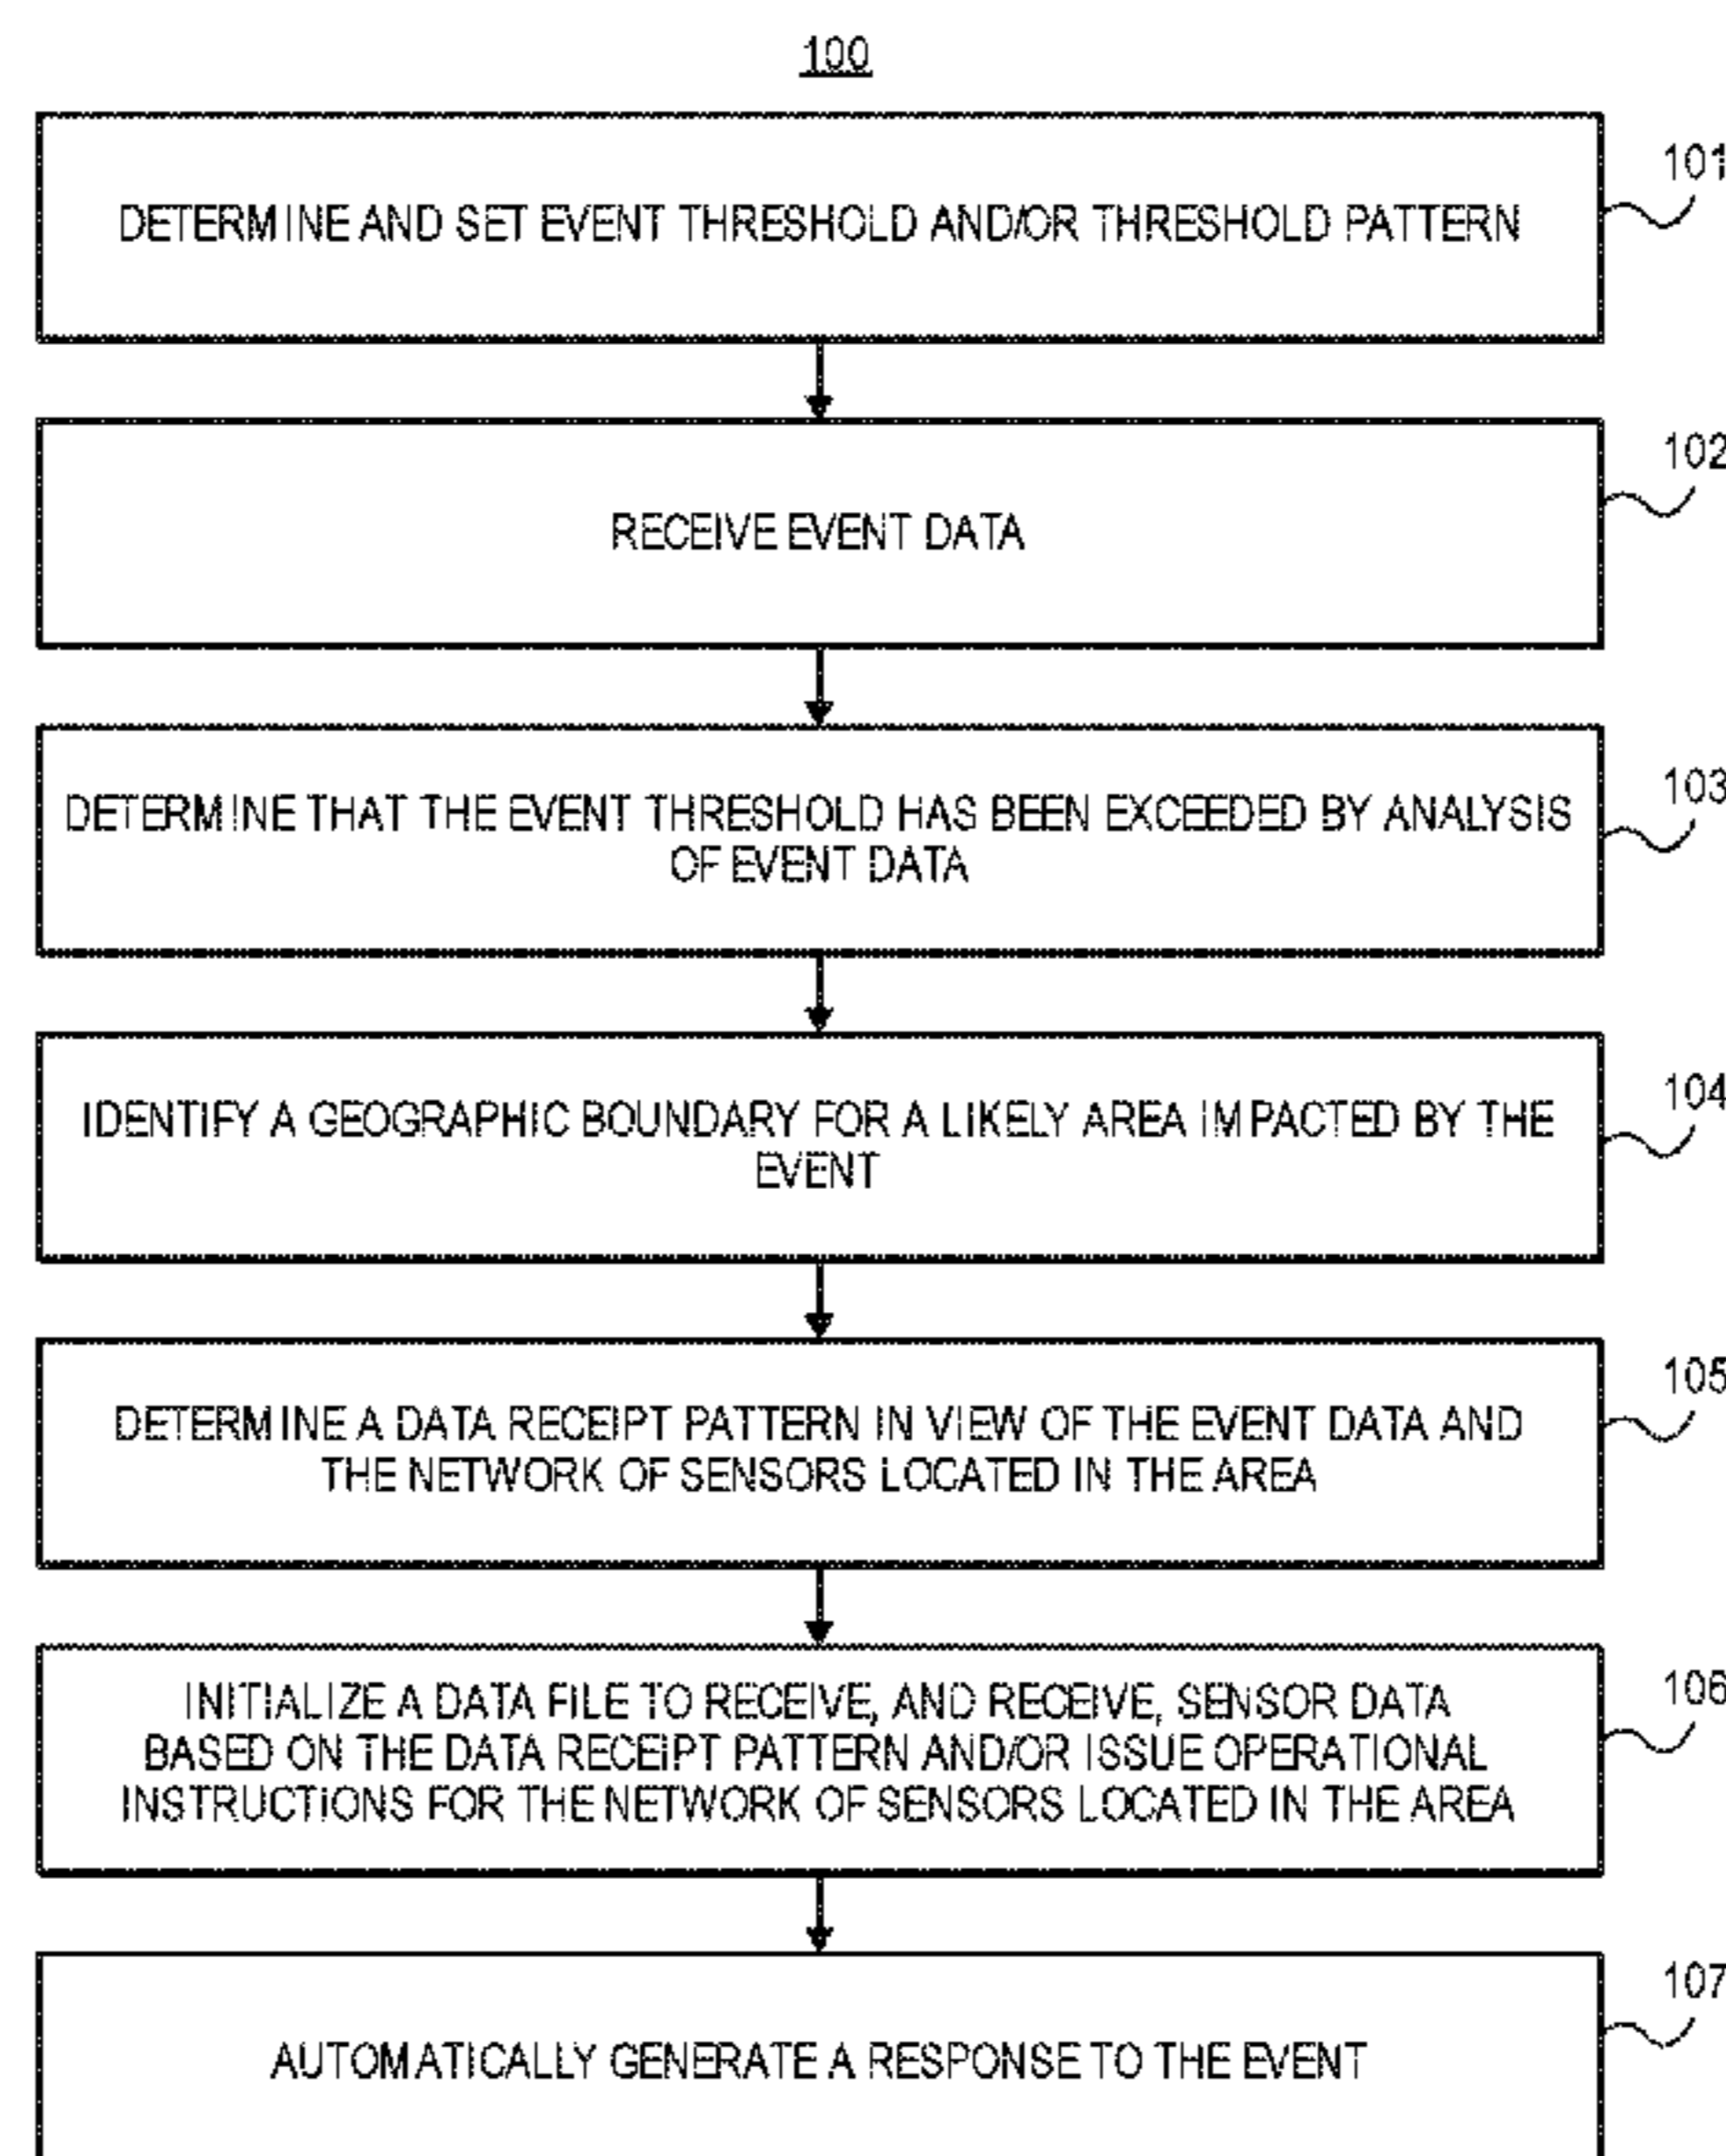 100
DETERMINE AND SET EVENT THRESHOLD AND/OR THRESHOLD PATTERN
101
RECEIVE EVENT DATA
102
DETERMINE THAT THE EVENT THRESHOLD HAS BEEN EXCEEDED BY ANALYSIS
OF EVENT DATA
103
IDENTIFY A GEOGRAPHIC BOUNDARY FOR A LIKELY AREA IMPACTED BY THE
EVENT
104
DETERMINE A DATA RECEIPT PATTERN IN VIEW OF THE EVENT DATA AND
THE NETWORK OF SENSORS LOCATED IN THE AREA
105
INITIALIZE A DATA FILE TO RECEIVE, AND RECEIVE, SENSOR DATA
BASED ON THE DATA RECEIPT PATTERN AND/OR ISSUE OPERATIONAL
INSTRUCTIONS FOR THE NETWORK OF SENSORS LOCATED IN THE AREA
106
AUTOMATICALLY GENERATE A RESPONSE TO THE EVENT
107